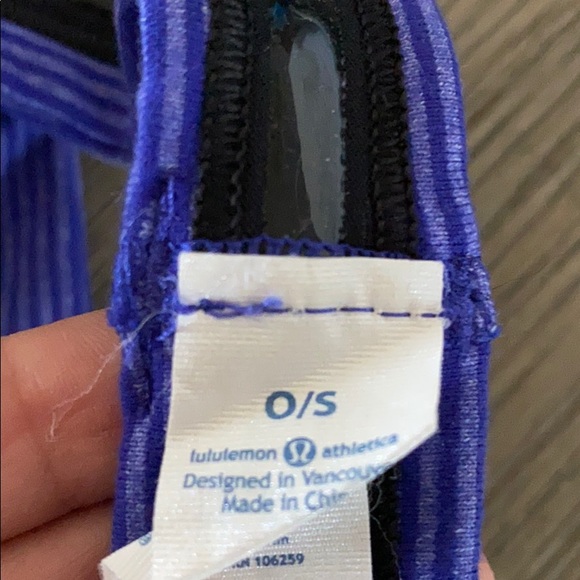 O/S
lululemon athletica
Designed in Vancouv
Made in Chi
RN 106259